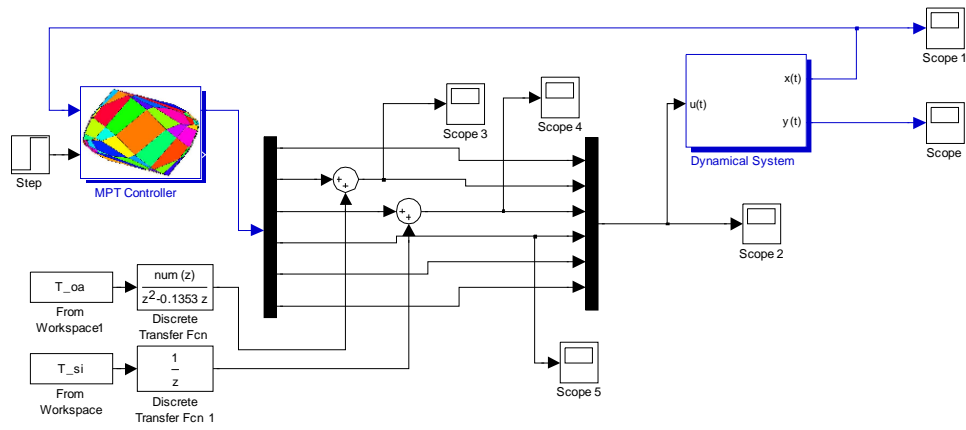 Scope 1
x(t)
u(t)
y (t)
Scope
Dynamical System
Scope 3
Scope 4
Step
MPT Controller
+
+
+
+
Scope 2
T_oa
From
Workspace1
num (z)
z²-0.1353 z
Discrete
Transfer Fcn
T_si
From
Workspace
1
z
Discrete
Transfer Fcn 1
Scope 5